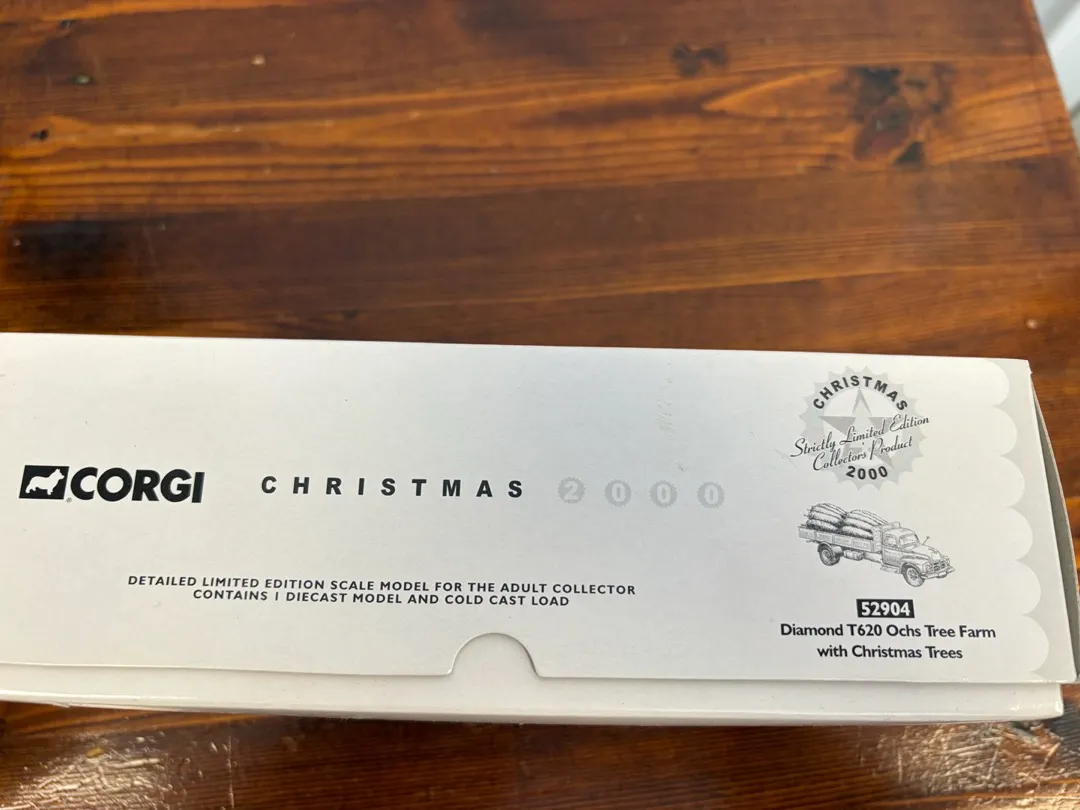 CORGI
CHRISTMAS 2000
DETAILED LIMITED EDITION SCALE MODEL FOR THE ADULT COLLECTOR
CONTAINS 1 DIECAST MODEL AND COLD CAST LOAD
CHRISTMAS
Strictly Limited Edition
Collectors' Product
2000
52904
Diamond T620 Ochs Tree Farm
with Christmas Trees